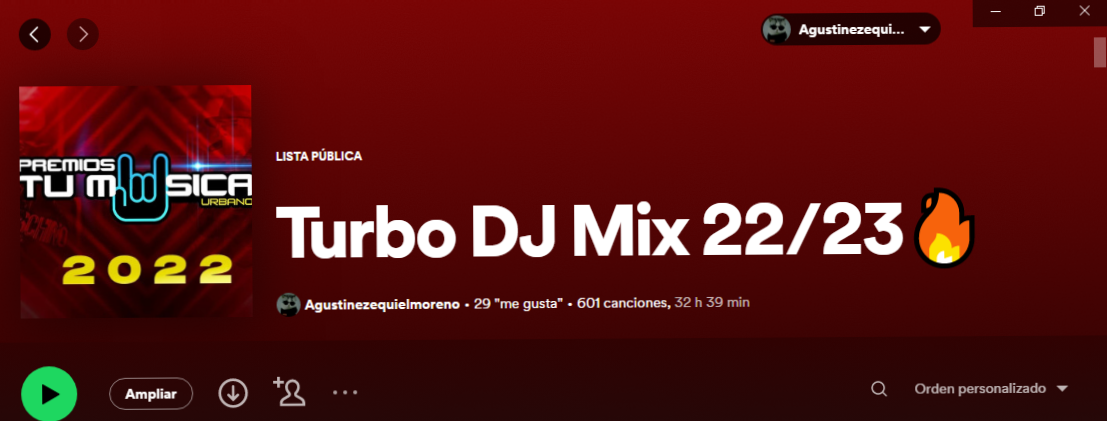 Agustinezequi...
PREMIOS
TU MUSICA
URBANO
2022
LISTA PÚBLICA
Turbo DJ Mix 22/23🔥
Agustinezequielmoreno • 29 "me gusta" • 601 canciones, 32 h 39 min
Ampliar
Orden personalizado